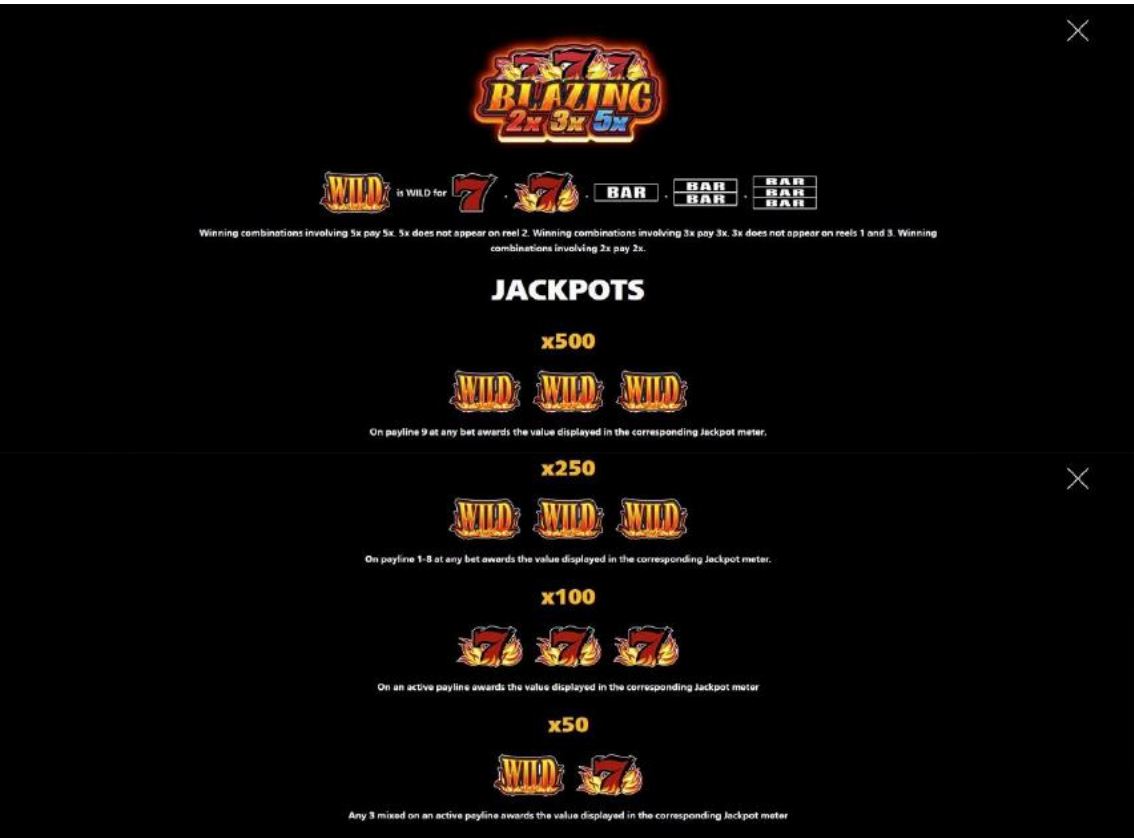 777
BLAZING
2x 3x 5x
WILD is WILD for 7 , 7 , BAR , BAR BAR , BAR BAR BAR
Winning combinations involving 5x pay 5x. 5x does not appear on reel 2. Winning combinations involving 3x pay 3x. 3x does not appear on reels 1 and 3. Winning
combinations involving 2x pay 2x.
JACKPOTS
x500
WILD WILD WILD
On payline 9 at any bet awards the value displayed in the corresponding Jackpot meter.
x250
WILD WILD WILD
On payline 1-8 at any bet awards the value displayed in the corresponding Jackpot meter.
x100
7 7 7
On an active payline awards the value displayed in the corresponding Jackpot meter
x50
WILD 7
Any 3 mixed on an active payline awards the value displayed in the corresponding Jackpot meter